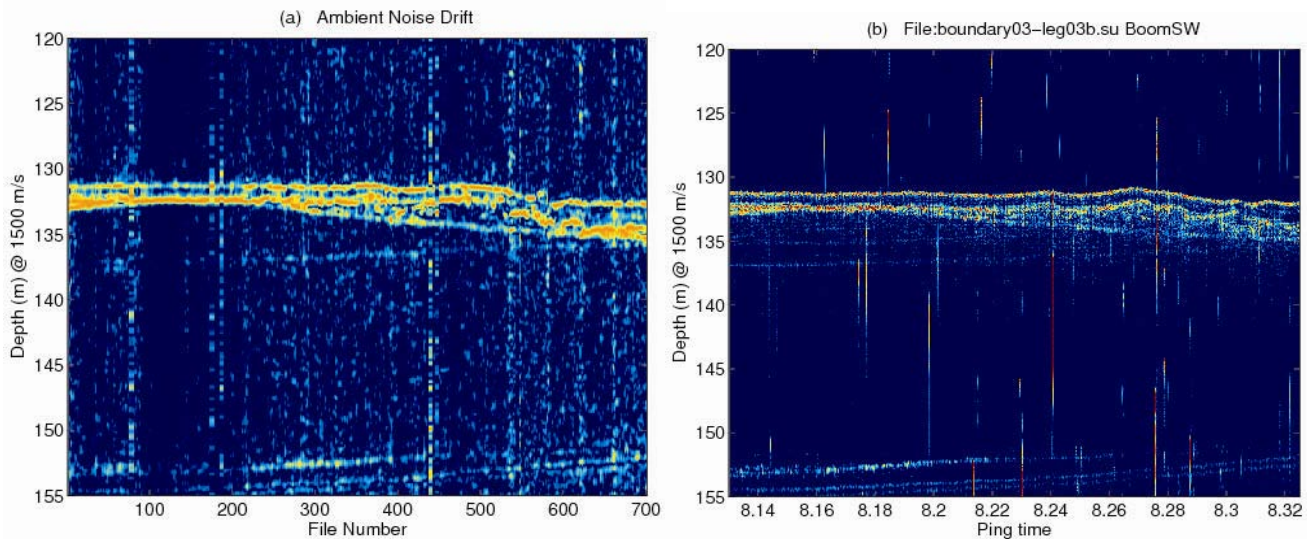 (a) Ambient Noise Drift
120
125
130
135
140
145
150
155
Depth (m) @ 1500 m/s
100 200 300 400 500 600 700
File Number
(b) File:boundary03−leg03b.su BoomSW
120
125
130
135
140
145
150
155
Depth (m) @ 1500 m/s
8.14 8.16 8.18 8.2 8.22 8.24 8.26 8.28 8.3 8.32
Ping time